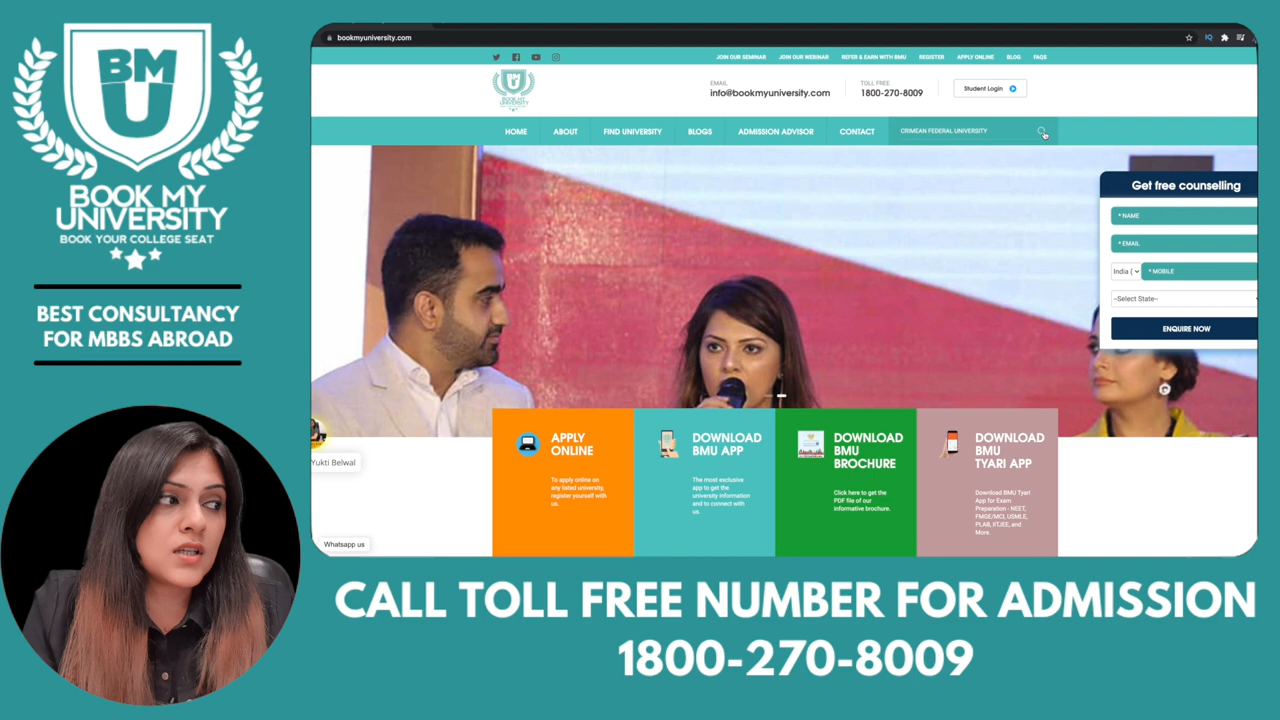 BMU
BOOK MY
UNIVERSITY
BOOK YOUR COLLEGE SEAT
BEST CONSULTANCY
FOR MBBS ABROAD
bookmyuniversity.com
JOIN OUR SEMINAR JOIN OUR WEBINAR REFER & EARN WITH BMU REGISTER APPLY ONLINE BLOG FAQS
BMU
BOOK MY
UNIVERSITY
EMAIL
info@bookmyuniversity.com
TOLL FREE
1800-270-8009
Student Login
HOME ABOUT FIND UNIVERSITY BLOGS ADMISSION ADVISOR CONTACT CRIMEAN FEDERAL UNIVERSITY
Get free counselling
* NAME
* EMAIL
India ( * MOBILE
--Select State--
ENQUIRE NOW
Yukti Belwal
Whatsapp us
APPLY
ONLINE
To apply online on
any listed university,
register yourself with
us.
DOWNLOAD
BMU APP
The most exclusive
app to get the
university information
and to connect with
us.
DOWNLOAD
BMU
BROCHURE
Click here to get the
PDF file of our
informative brochure.
DOWNLOAD
BMU
TYARI APP
Download BMU Tyari
App for Exam
Preparation - NEET,
FMGE/MCI, USMLE,
PLAB, IITJEE, and
More.
CALL TOLL FREE NUMBER FOR ADMISSION
1800-270-8009